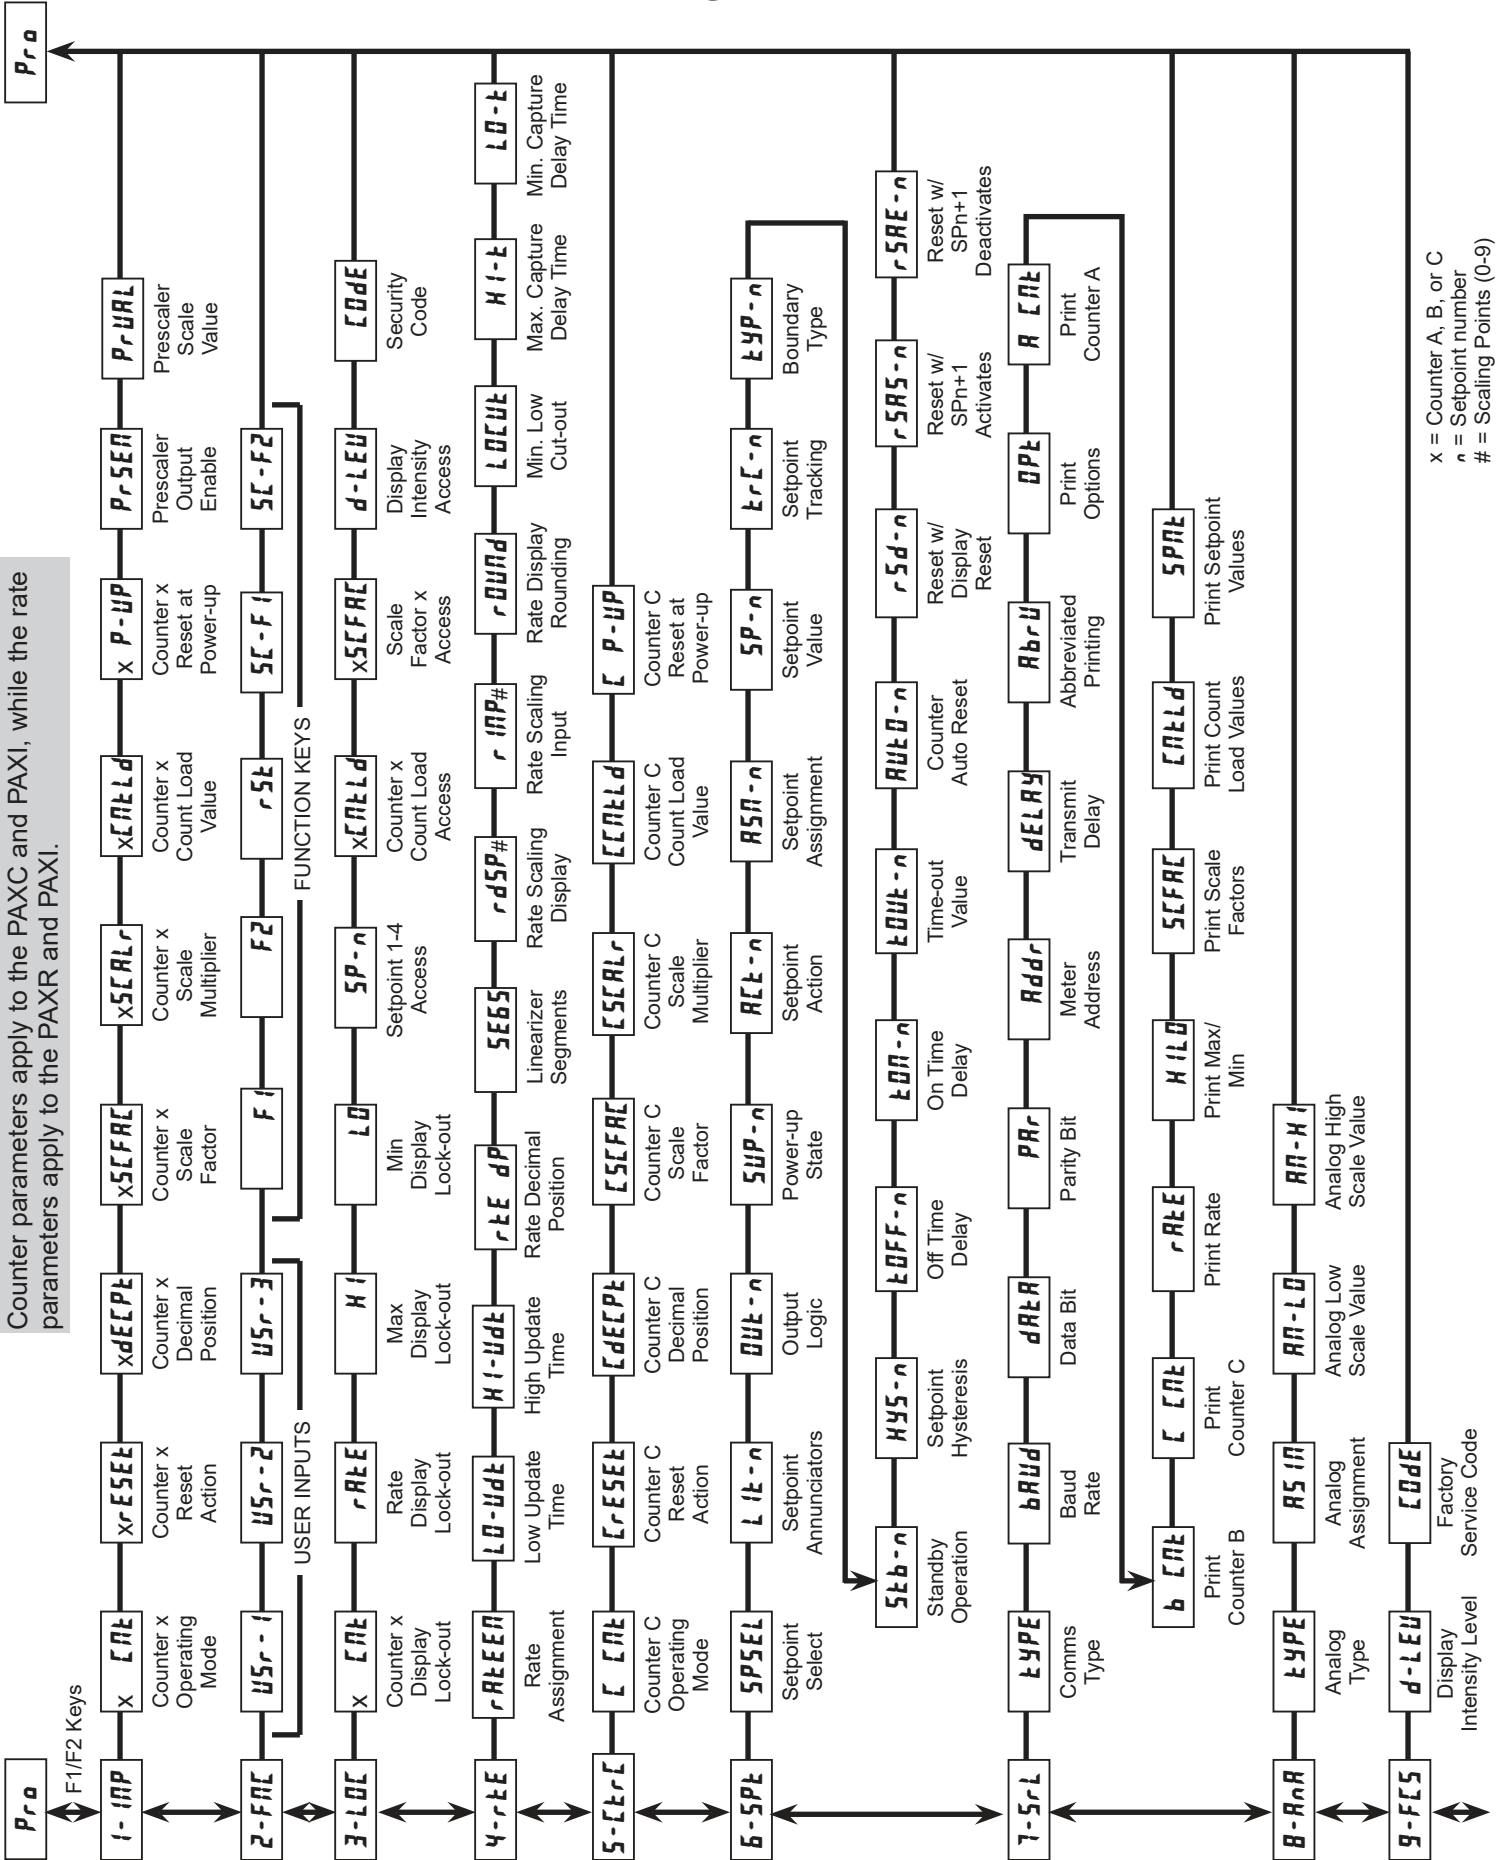 Counter parameters apply to the PAXC and PAXI, while the rate
parameters apply to the PAXR and PAXI.
Pro
Pro
F1/F2 Keys
1-INP
x CNt
Counter x
Operating
Mode
xrESEt
Counter x
Reset
Action
xdECPt
Counter x
Decimal
Position
xSCFAC
Counter x
Scale
Factor
xSCALr
Counter x
Scale
Multiplier
xCNtLd
Counter x
Count Load
Value
x P-UP
Counter x
Reset at
Power-up
PrSEN
Prescaler
Output
Enable
PrVAL
Prescaler
Scale
Value
2-FNC
USr-1
USr-2
USr-3
F1
F2
rSt
SC-F1
SC-F2
USER INPUTS
FUNCTION KEYS
3-LOC
x CNt
Counter x
Display
Lock-out
rAtE
Rate
Display
Lock-out
HI
Max
Display
Lock-out
LO
Min
Display
Lock-out
SP-n
Setpoint 1-4
Access
xCNtLd
Counter x
Count Load
Access
xSCFAC
Scale
Factor x
Access
d-LEV
Display
Intensity
Access
CODE
Security
Code
4-rtE
rAtEEN
Rate
Assignment
LO-Udt
Low Update
Time
HI-Udt
High Update
Time
rtE dP
Rate Decimal
Position
SEGS
Linearizer
Segments
rdSP#
Rate Scaling
Display
r INP#
Rate Scaling
Input
rOUNd
Rate Display
Rounding
LOCUt
Min. Low
Cut-out
HI-t
Max. Capture
Delay Time
LO-t
Min. Capture
Delay Time
5-CtrC
C CNt
Counter C
Operating
Mode
CrESEt
Counter C
Reset
Action
CdECPt
Counter C
Decimal
Position
CSCFAC
Counter C
Scale
Factor
CSCALr
Counter C
Scale
Multiplier
CCNtLd
Counter C
Count Load
Value
C P-UP
Counter C
Reset at
Power-up
6-SPt
SPSEL
Setpoint
Select
LIt-n
Setpoint
Annunciators
OUt-n
Output
Logic
SUP-n
Power-up
State
ACt-n
Setpoint
Action
ASN-n
Setpoint
Assignment
SP-n
Setpoint
Value
trC-n
Setpoint
Tracking
tYP-n
Boundary
Type
Stb-n
Standby
Operation
HYS-n
Setpoint
Hysteresis
tOFF-n
Off Time
Delay
tON-n
On Time
Delay
tOUt-n
Time-out
Value
AUtO-n
Counter
Auto Reset
rSd-n
Reset w/
Display
Reset
rSAS-n
Reset w/
SPn+1
Activates
rSAE-n
Reset w/
SPn+1
Deactivates
7-SrL
tYPE
Comms
Type
bAUd
Baud
Rate
dAtA
Data Bit
PAr
Parity Bit
Addr
Meter
Address
dELAY
Transmit
Delay
AbrV
Abbreviated
Printing
OPt
Print
Options
A CNt
Print
Counter A
b CNt
Print
Counter B
C CNt
Print
Counter C
rAtE
Print Rate
HILO
Print Max/
Min
SCFAC
Print Scale
Factors
CNtLd
Print Count
Load Values
SPNt
Print Setpoint
Values
8-AnA
tYPE
Analog
Type
ASIN
Analog
Assignment
AN-LO
Analog Low
Scale Value
AN-HI
Analog High
Scale Value
9-FCS
d-LEV
Display
Intensity Level
CODE
Factory
Service Code
x = Counter A, B, or C
n = Setpoint number
# = Scaling Points (0-9)